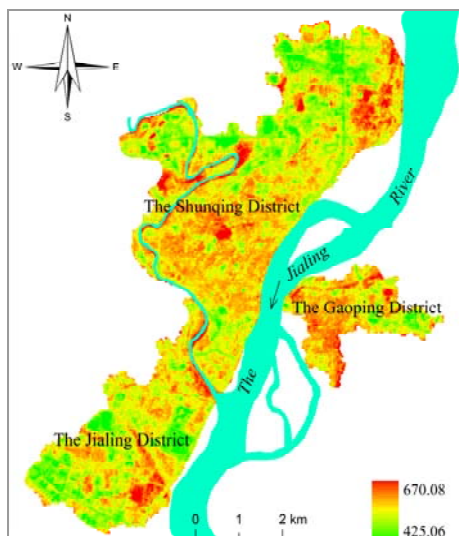 N
W E
S
The Shunqing District
River
Jialing
The Gaoping District
The
The Jialing District
670.08
425.06
0 1 2 km